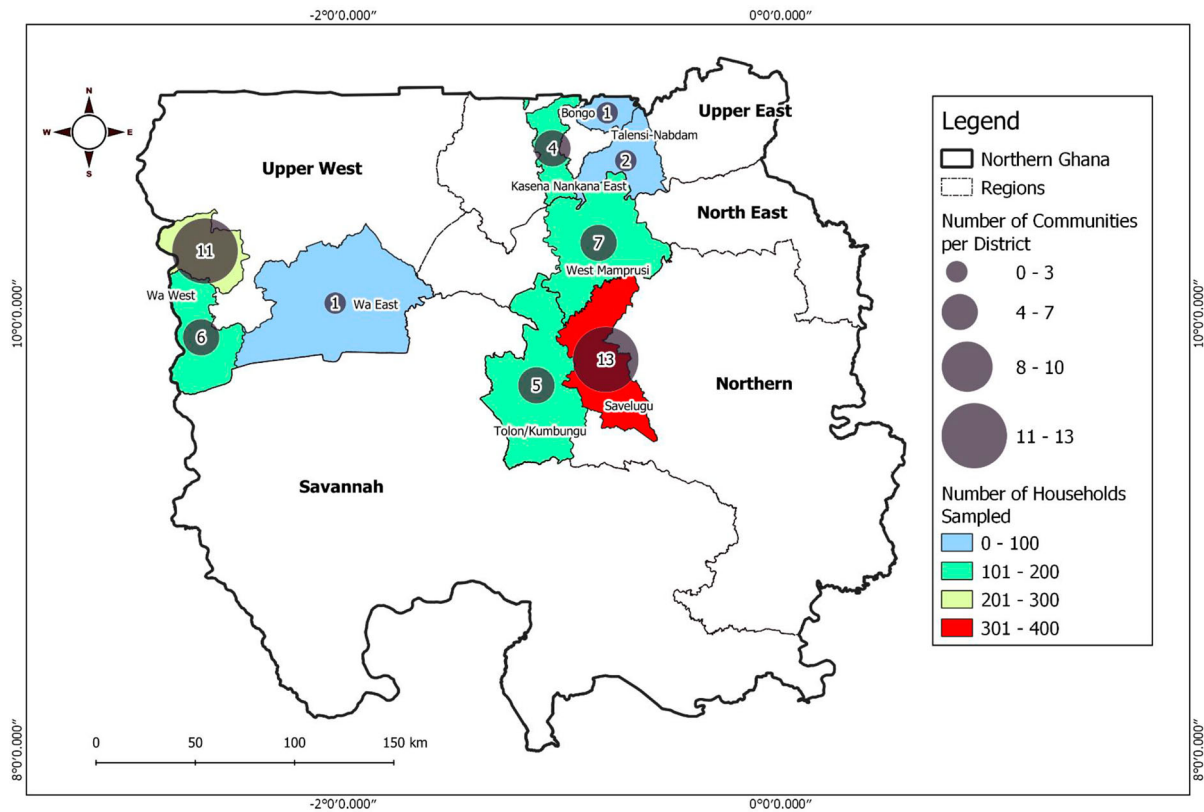 -2°0'0.000"
0°0'0.000"
N
W
E
S
Upper West
Upper East
Bongo
1
Talensi-Nabdam
4
2
Kasena Nankana East
North East
11
7
West Mamprusi
Wa West
1
Wa East
6
13
5
Northern
Savelugu
Tolon/Kumbungu
Savannah
10°0'0.000"
10°0'0.000"
8°0'0.000"
8°0'0.000"
0
50
100
150 km
-2°0'0.000"
0°0'0.000"
Legend
Northern Ghana
Regions
Number of Communities
per District
0 - 3
4 - 7
8 - 10
11 - 13
Number of Households
Sampled
0 - 100
101 - 200
201 - 300
301 - 400